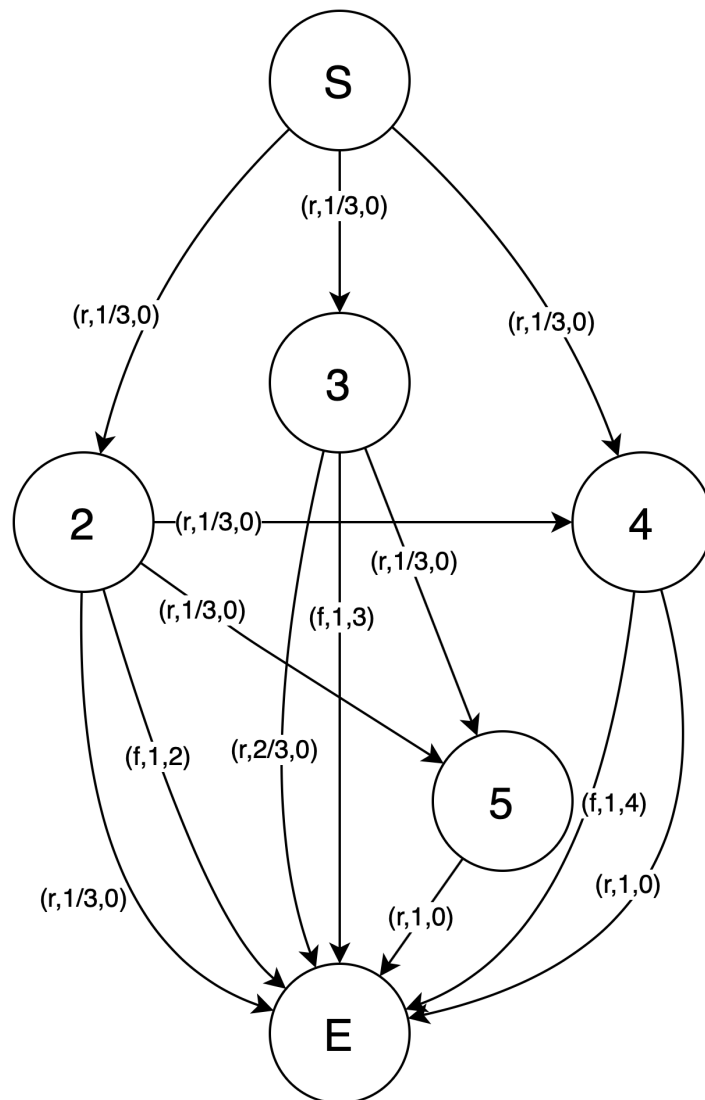 S
(r,1/3,0)
(r,1/3,0)
(r,1/3,0)
3
2
(r,1/3,0)
4
(r,1/3,0)
(r,1/3,0)
(f,1,3)
(r,2/3,0)
(f,1,2)
5
(f,1,4)
(r,1/3,0)
(r,1,0)
(r,1,0)
E